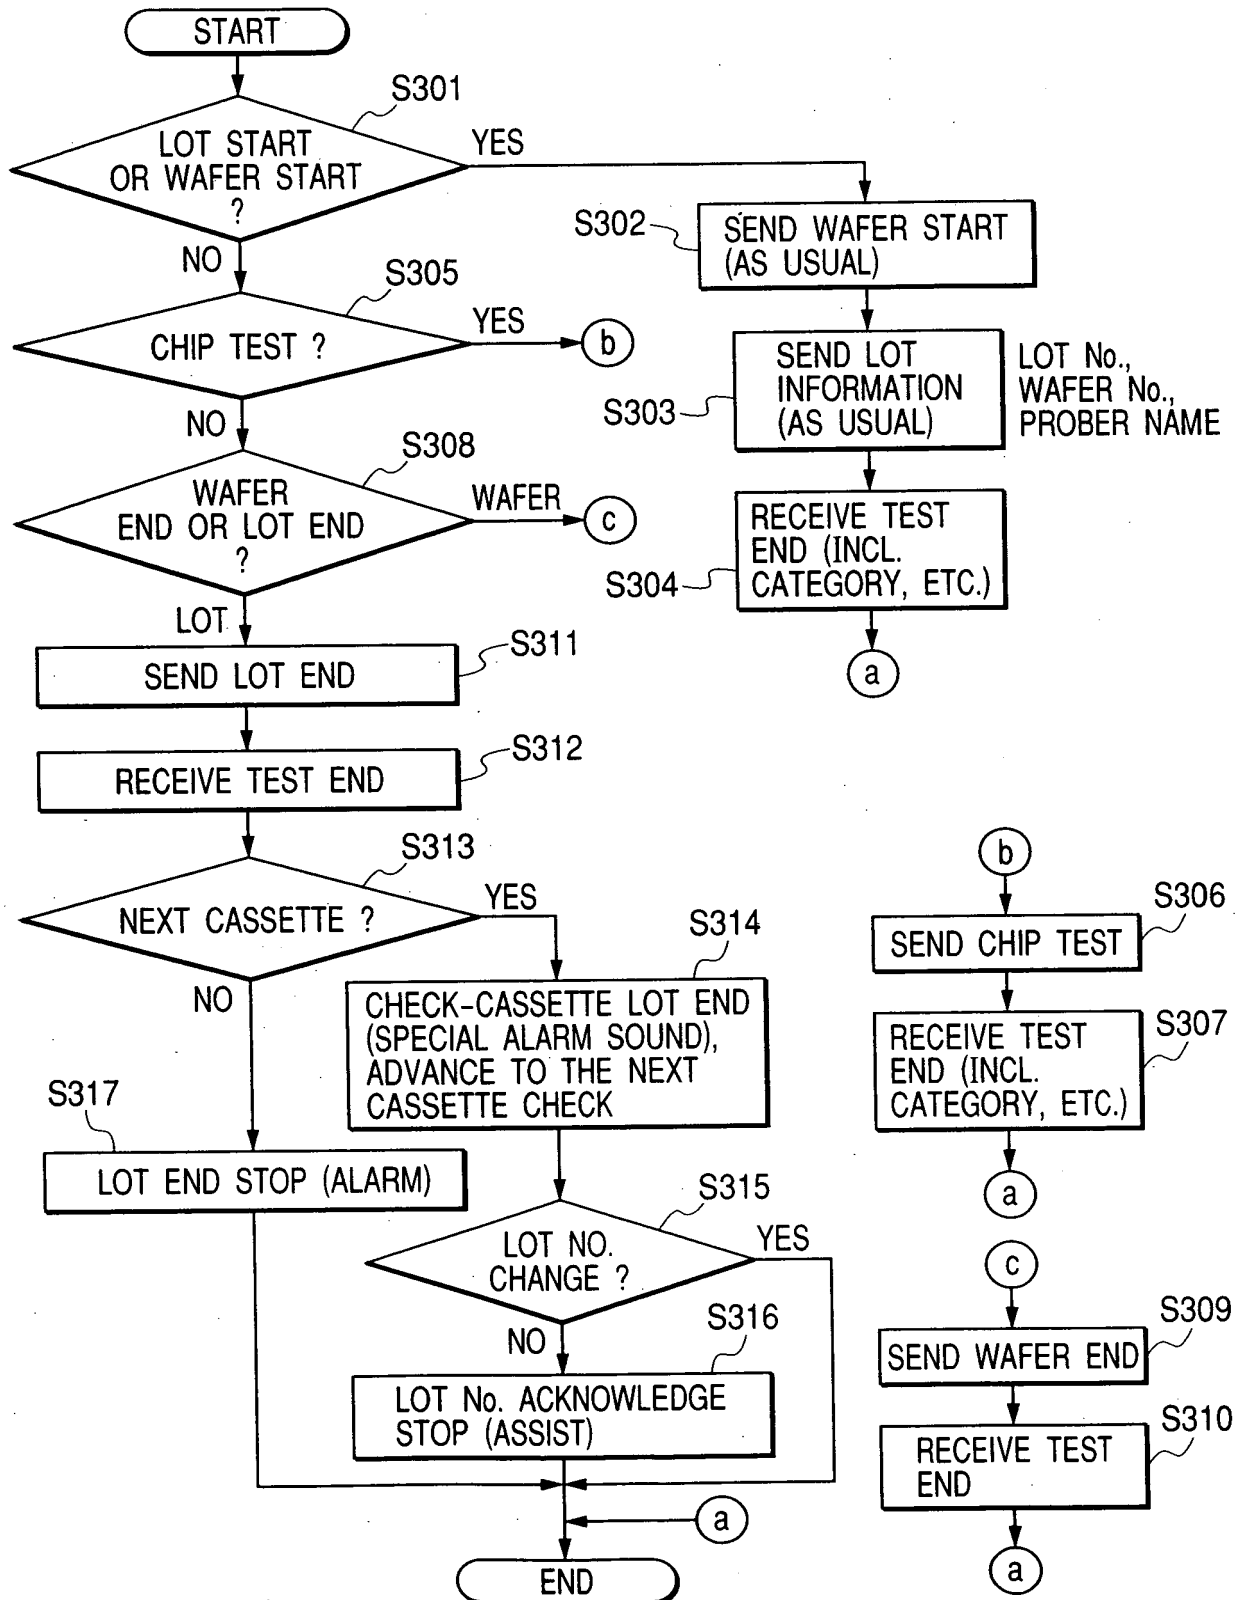 START
S301
LOT START
OR WAFER START
?
YES
NO
S302
SEND WAFER START
(AS USUAL)
S305
CHIP TEST ?
YES
b
NO
S303
SEND LOT
INFORMATION
(AS USUAL)
LOT No.,
WAFER No.,
PROBER NAME
S308
WAFER
END OR LOT END
?
WAFER
c
LOT
S304
RECEIVE TEST
END (INCL.
CATEGORY, ETC.)
a
S311
SEND LOT END
S312
RECEIVE TEST END
S313
NEXT CASSETTE ?
YES
NO
S314
CHECK-CASSETTE LOT END
(SPECIAL ALARM SOUND),
ADVANCE TO THE NEXT
CASSETTE CHECK
S317
LOT END STOP (ALARM)
S315
LOT NO.
CHANGE ?
YES
NO
S316
LOT No. ACKNOWLEDGE
STOP (ASSIST)
a
END
b
S306
SEND CHIP TEST
S307
RECEIVE TEST
END (INCL.
CATEGORY, ETC.)
a
c
S309
SEND WAFER END
S310
RECEIVE TEST
END
a